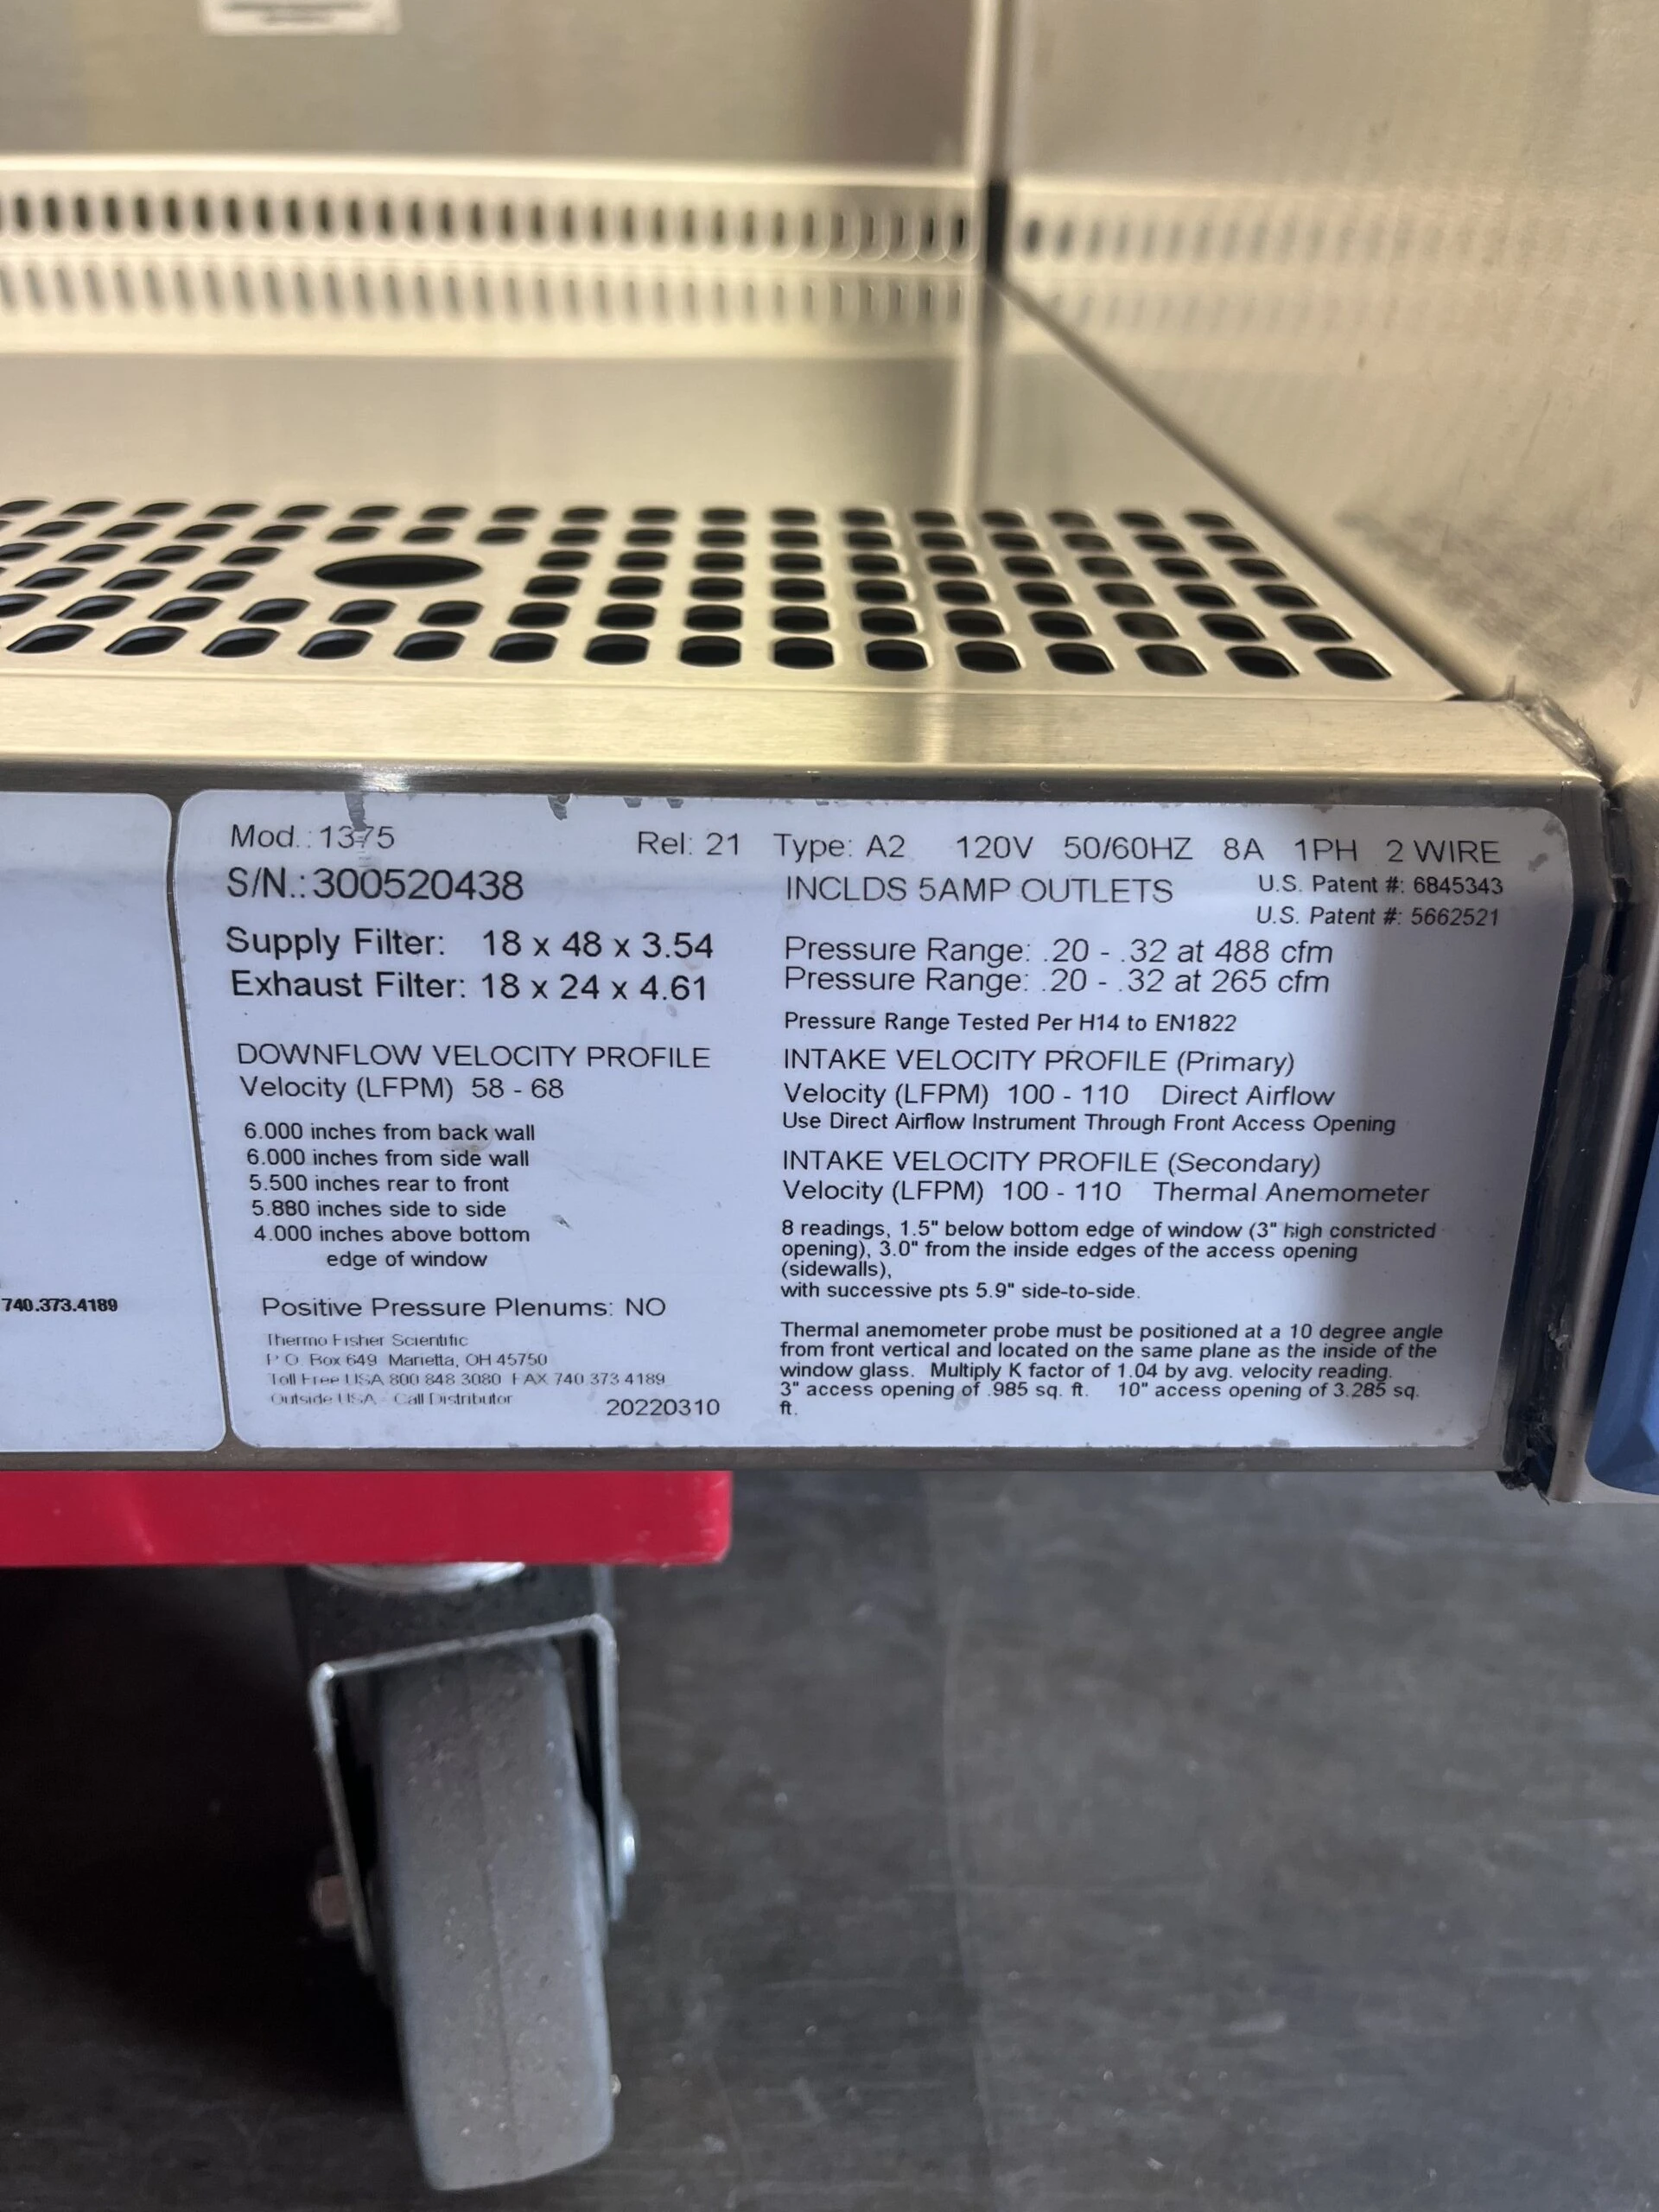 740.373.4189
Mod.: 1375 Rel: 21 Type: A2 120V 50/60HZ 8A 1PH 2 WIRE
S/N.: 300520438 INCLDS 5AMP OUTLETS U.S. Patent #: 6845343
U.S. Patent #: 5662521
Supply Filter: 18 x 48 x 3.54 Pressure Range: .20 - .32 at 488 cfm
Exhaust Filter: 18 x 24 x 4.61 Pressure Range: .20 - .32 at 265 cfm
Pressure Range Tested Per H14 to EN1822
DOWNFLOW VELOCITY PROFILE
Velocity (LFPM) 58 - 68
6.000 inches from back wall
6.000 inches from side wall
5.500 inches rear to front
5.880 inches side to side
4.000 inches above bottom
edge of window
Positive Pressure Plenums: NO
Thermo Fisher Scientific
P O Box 649 Marietta, OH 45750
Toll Free USA 800 848 3080 FAX 740 373 4189
Outside USA - Call Distributor
20220310
INTAKE VELOCITY PROFILE (Primary)
Velocity (LFPM) 100 - 110 Direct Airflow
Use Direct Airflow Instrument Through Front Access Opening
INTAKE VELOCITY PROFILE (Secondary)
Velocity (LFPM) 100 - 110 Thermal Anemometer
8 readings, 1.5" below bottom edge of window (3" high constricted
opening), 3.0" from the inside edges of the access opening
(sidewalls),
with successive pts 5.9" side-to-side.
Thermal anemometer probe must be positioned at a 10 degree angle
from front vertical and located on the same plane as the inside of the
window glass. Multiply K factor of 1.04 by avg. velocity reading.
3" access opening of .985 sq. ft. 10" access opening of 3.285 sq.
ft.